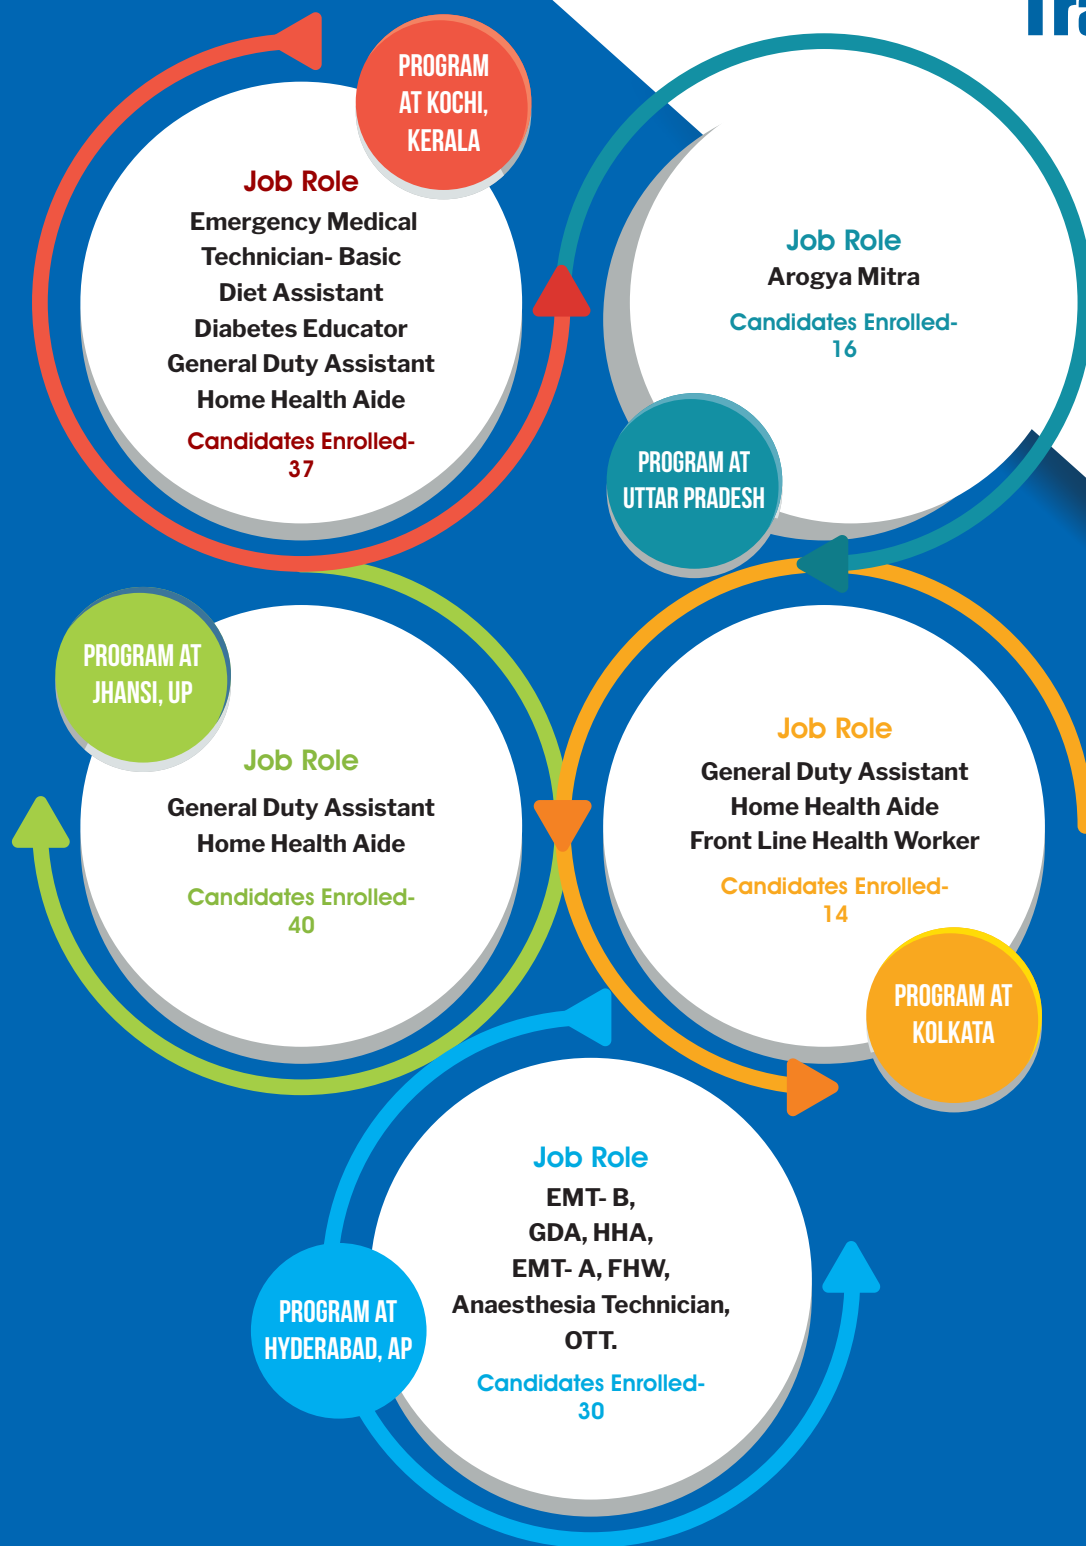 PROGRAM
AT KOCHI,
KERALA
Job Role
Emergency Medical
Technician- Basic
Diet Assistant
Diabetes Educator
General Duty Assistant
Home Health Aide
Candidates Enrolled-
37
Job Role
Arogya Mitra
Candidates Enrolled-
16
PROGRAM AT
UTTAR PRADESH
PROGRAM AT
JHANSI, UP
Job Role
General Duty Assistant
Home Health Aide
Candidates Enrolled-
40
Job Role
General Duty Assistant
Home Health Aide
Front Line Health Worker
Candidates Enrolled-
14
PROGRAM AT
KOLKATA
Job Role
EMT- B,
GDA, HHA,
EMT- A, FHW,
Anaesthesia Technician,
OTT.
Candidates Enrolled-
30
PROGRAM AT
HYDERABAD, AP